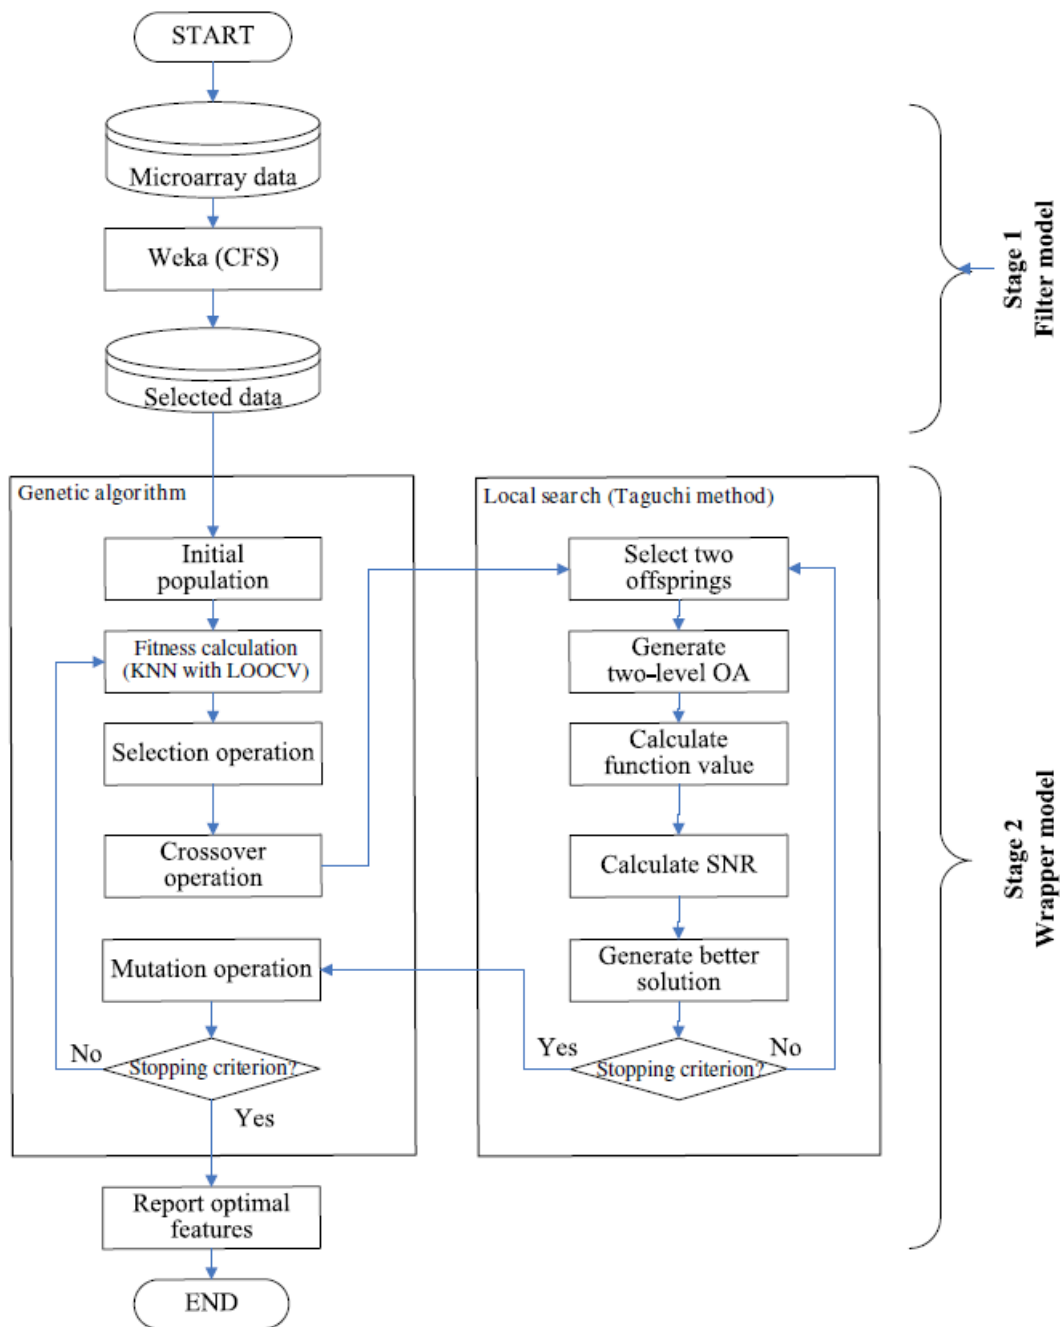 START
Microarray data
Weka (CFS)
Selected data
Stage 1
Filter model
Genetic algorithm
Initial
population
Fitness calculation
(KNN with LOOCV)
Selection operation
Crossover
operation
Mutation operation
No
Stopping criterion?
Yes
Local search (Taguchi method)
Select two
offsprings
Generate
two-level OA
Calculate
function value
Calculate SNR
Generate better
solution
Yes
Stopping criterion?
No
Stage 2
Wrapper model
Report optimal
features
END